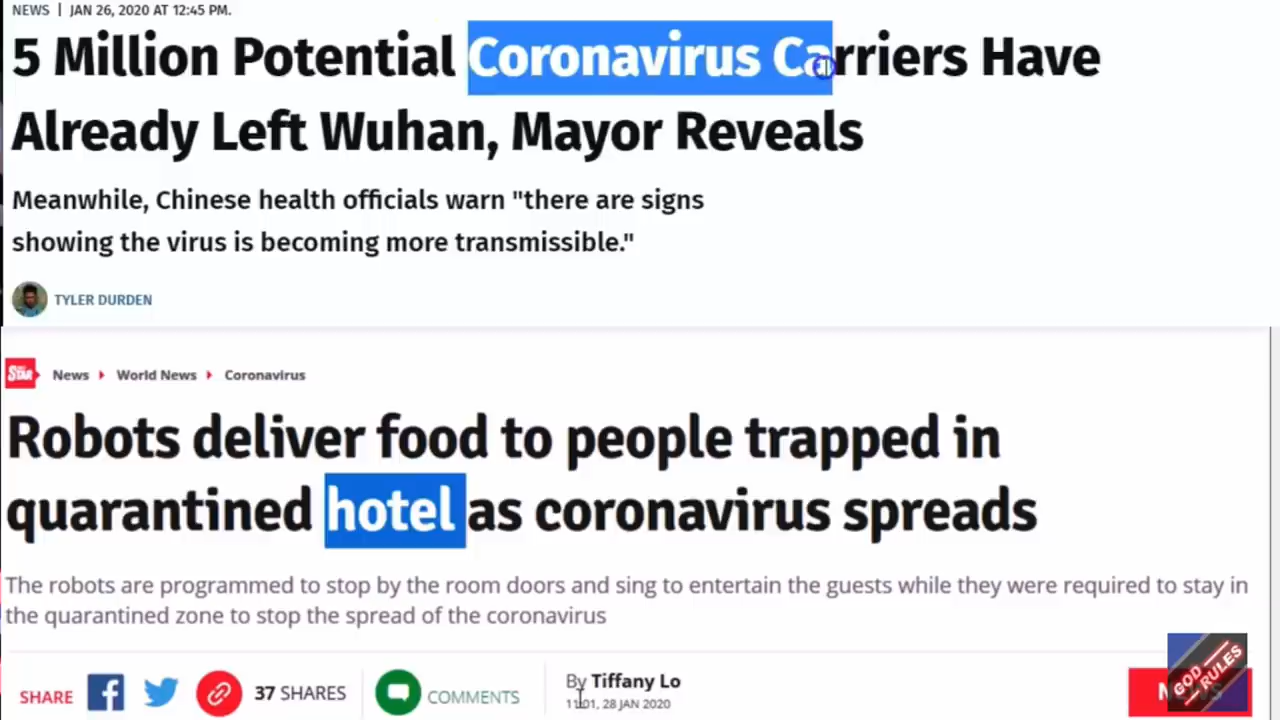 NEWS | JAN 26, 2020 AT 12:45 PM.
5 Million Potential Coronavirus Carriers Have
Already Left Wuhan, Mayor Reveals
Meanwhile, Chinese health officials warn "there are signs
showing the virus is becoming more transmissible."
TYLER DURDEN
STAR News World News Coronavirus
Robots deliver food to people trapped in
quarantined hotel as coronavirus spreads
The robots are programmed to stop by the room doors and sing to entertain the guests while they were required to stay in
the quarantined zone to stop the spread of the coronavirus
SHARE 37 SHARES COMMENTS By Tiffany Lo
11:01, 28 JAN 2020
GOD
RULES